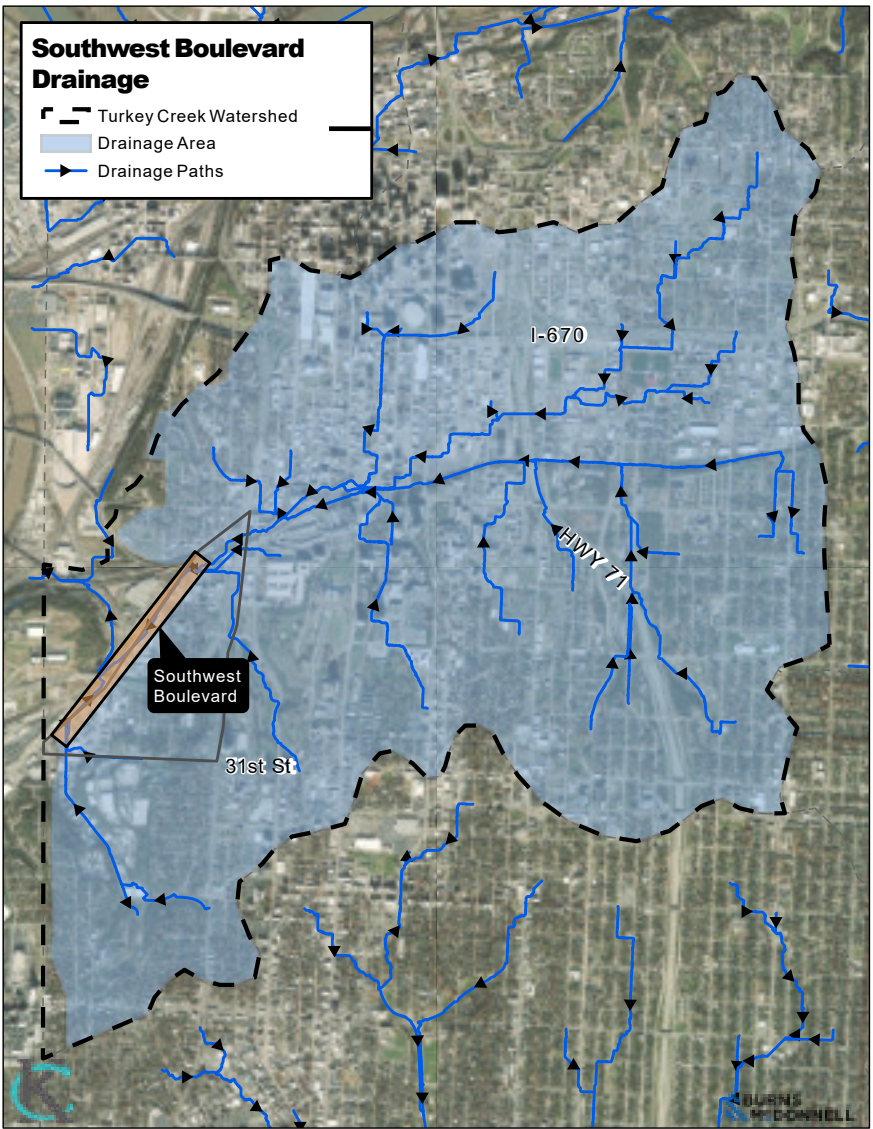 Southwest Boulevard
Drainage
Turkey Creek Watershed
Drainage Area
Drainage Paths
I-670
HWY 71
Southwest
Boulevard
31st St
KC
BURNS
McDONNELL